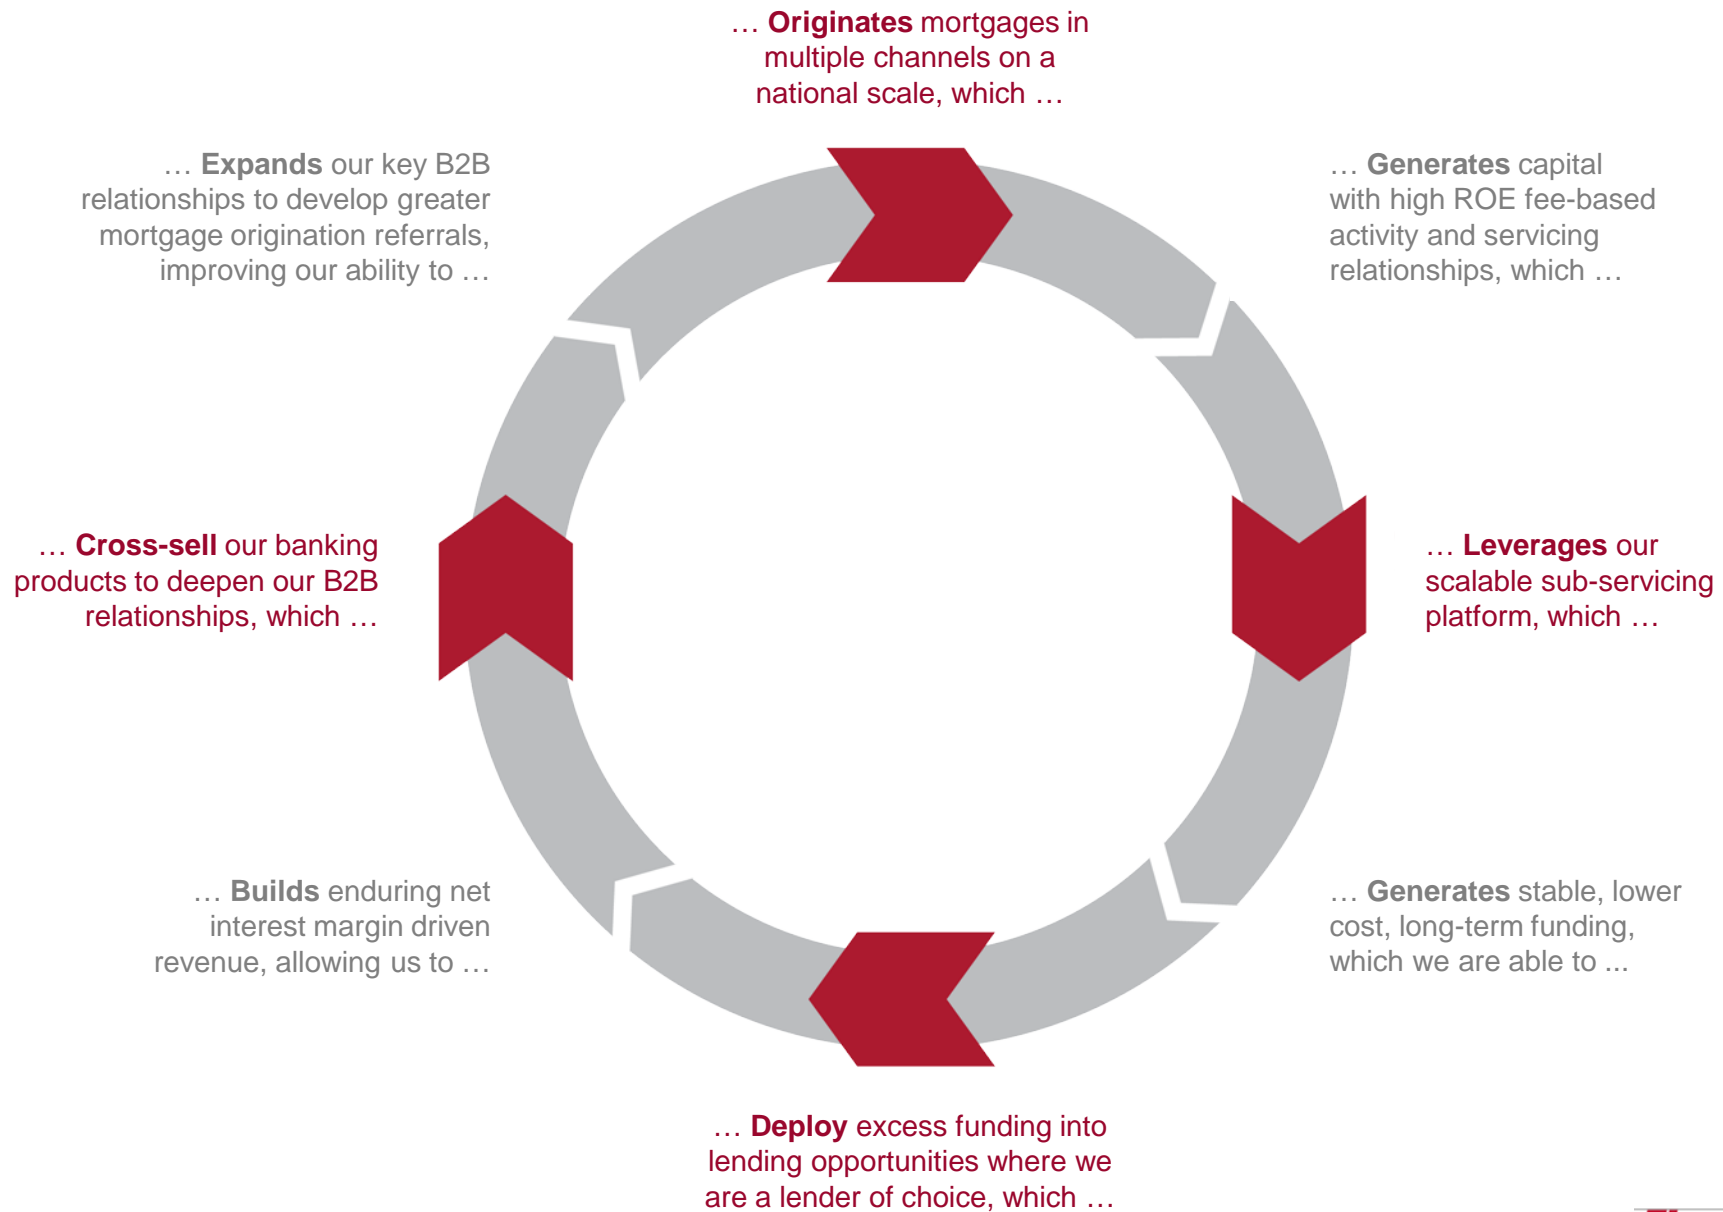 … Originates mortgages in
multiple channels on a
national scale, which …
… Generates capital
with high ROE fee-based
activity and servicing
relationships, which …
… Leverages our
scalable sub-servicing
platform, which …
… Generates stable, lower
cost, long-term funding,
which we are able to ...
… Deploy excess funding into
lending opportunities where we
are a lender of choice, which …
… Builds enduring net
interest margin driven
revenue, allowing us to …
… Cross-sell our banking
products to deepen our B2B
relationships, which …
… Expands our key B2B
relationships to develop greater
mortgage origination referrals,
improving our ability to …